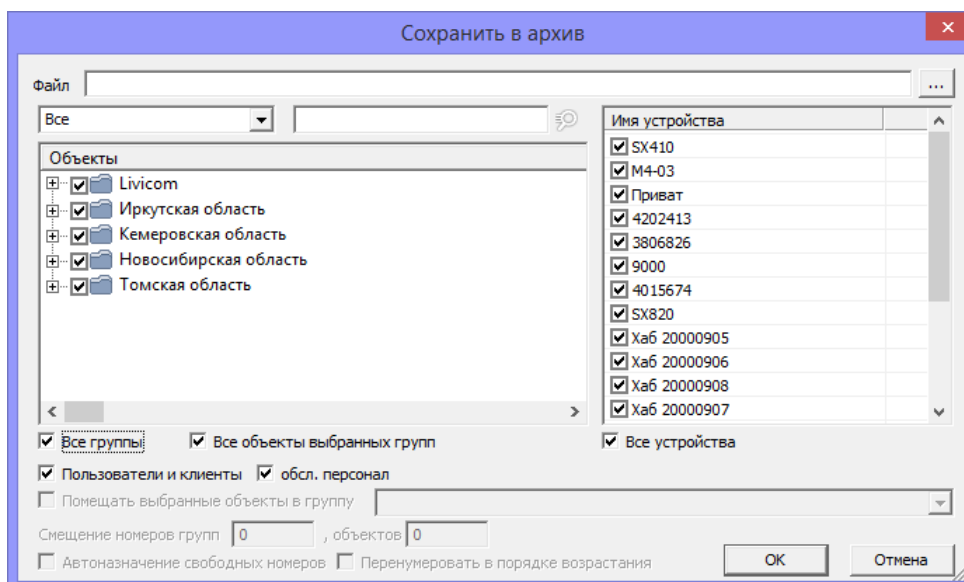 Сохранить в архив
Файл
...
Все
Объекты
Livicom
Иркутская область
Кемеровская область
Новосибирская область
Томская область
Имя устройства
SX410
M4-03
Приват
4202413
3806826
9000
4015674
SX820
Хаб 20000905
Хаб 20000906
Хаб 20000908
Хаб 20000907
Все группы Все объекты выбранных групп Все устройства
Пользователи и клиенты обсл. персонал
Помещать выбранные объекты в группу
Смещение номеров групп 0 , объектов 0
Автоназначение свободных номеров Перенумеровать в порядке возрастания
OK Отмена